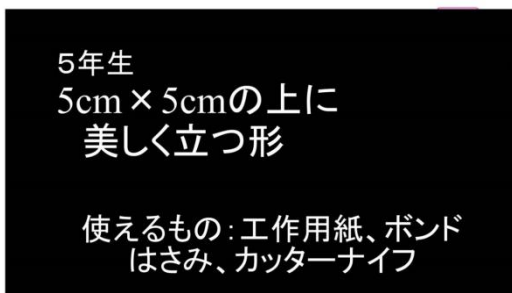 5年生
5cm×5cmの上に
美しく立つ形
使えるもの:工作用紙、ボンド
はさみ、カッターナイフ